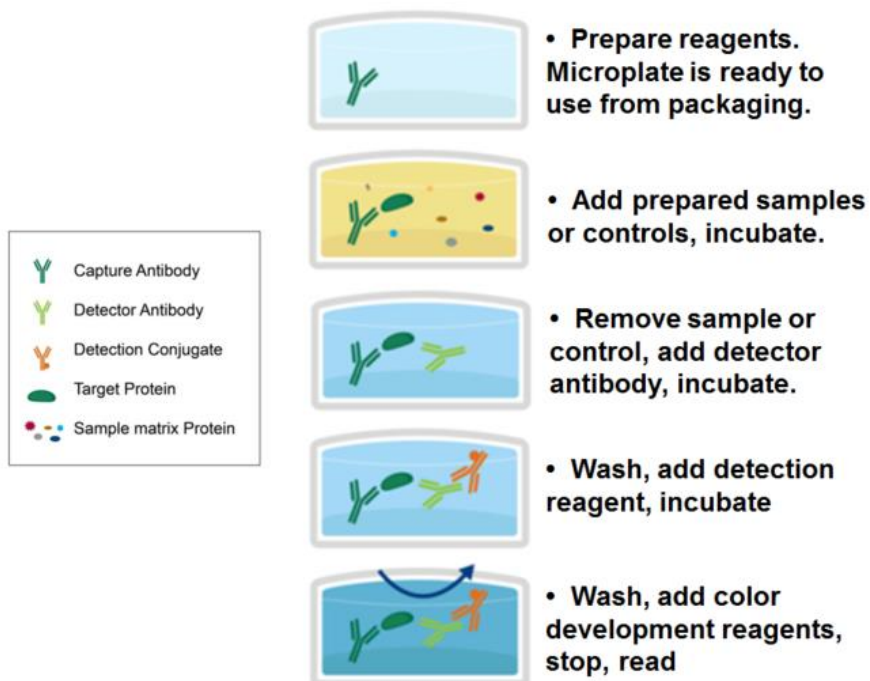 • Prepare reagents.
Microplate is ready to
use from packaging.
• Add prepared samples
or controls, incubate.
Capture Antibody
Detector Antibody
Detection Conjugate
Target Protein
Sample matrix Protein
• Remove sample or
control, add detector
antibody, incubate.
• Wash, add detection
reagent, incubate
• Wash, add color
development reagents,
stop, read